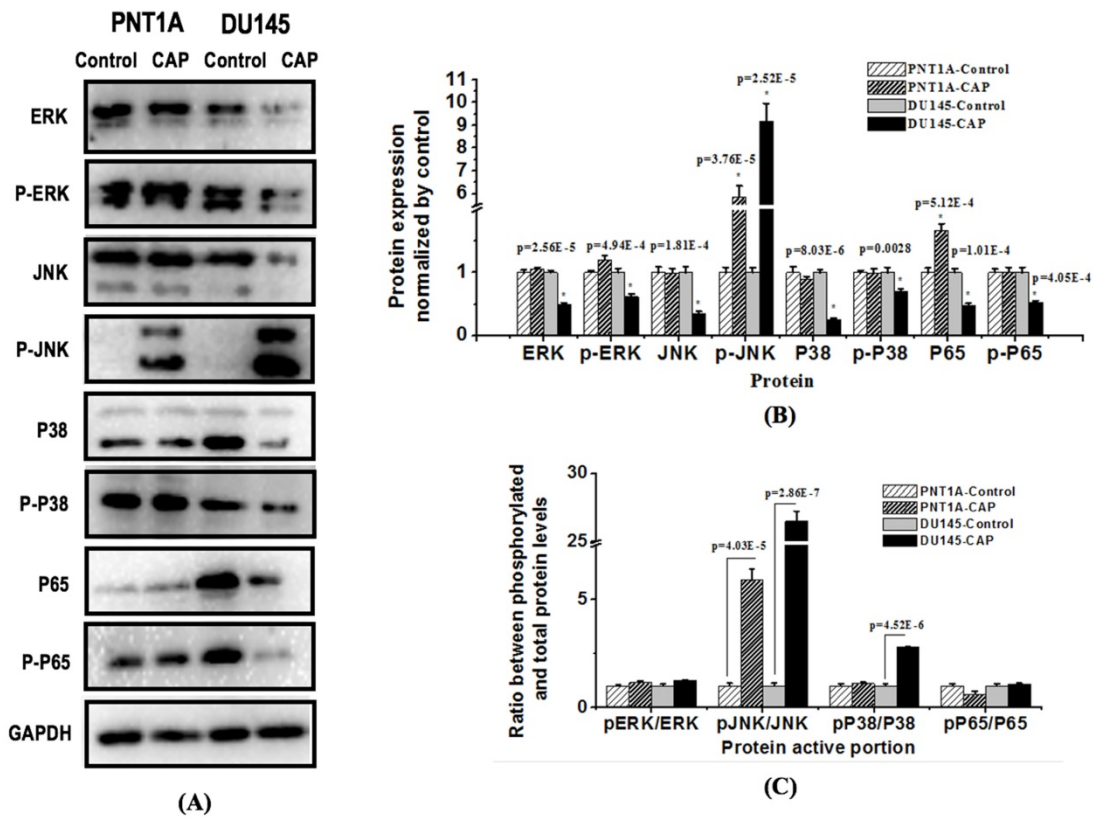 PNT1A DU145
Control CAP Control CAP
ERK
P-ERK
JNK
P-JNK
P38
P-P38
P65
P-P65
GAPDH
(A)
Protein expression
normalized by control
11
10
9
8
7
6
1
0
PNT1A-Control
PNT1A-CAP
DU145-Control
DU145-CAP
p=2.52E-5
*
p=3.76E-5
*
p=5.12E-4
*
p=2.56E-5
*
p=4.94E-4
*
p=1.81E-4
*
p=8.03E-6
*
p=0.0028
*
p=1.01E-4
*
p=4.05E-4
*
ERK p-ERK JNK p-JNK P38 p-P38 P65 p-P65
Protein
(B)
Ratio between phosphorylated
and total protein levels
30
25
5
0
PNT1A-Control
PNT1A-CAP
DU145-Control
DU145-CAP
p=2.86E-7
p=4.03E-5
p=4.52E-6
pERK/ERK pJNK/JNK pP38/P38 pP65/P65
Protein active portion
(C)